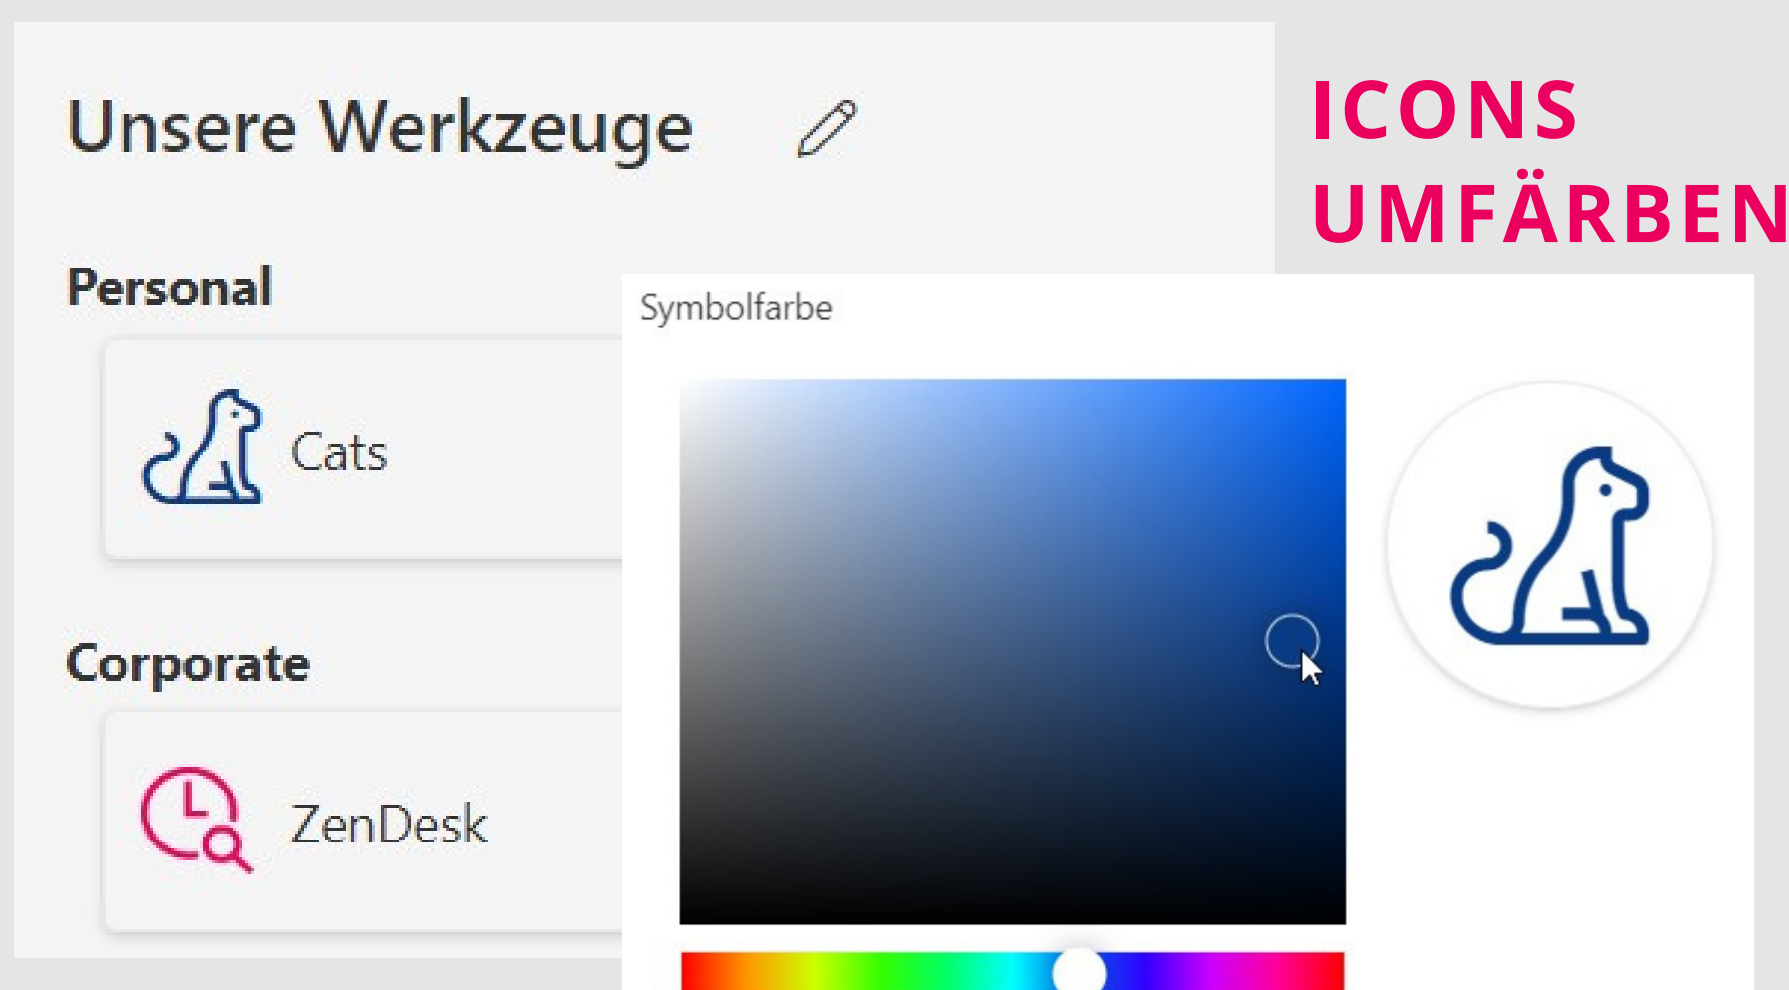 Unsere Werkzeuge
ICONS
UMFÄRBEN
Personal
Cats
Corporate
ZenDesk
Symbolfarbe